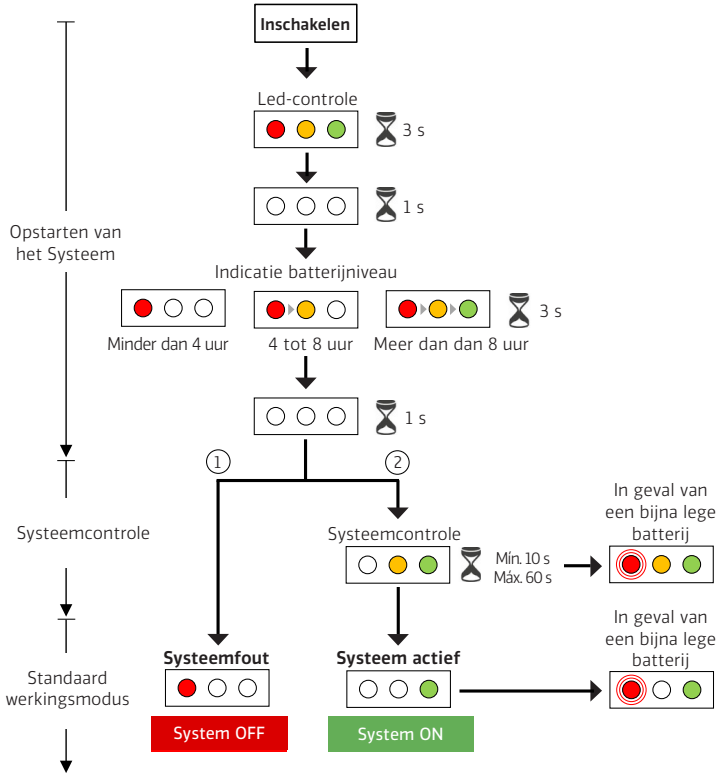 Inschakelen
Led-controle
3 s
1 s
Opstarten van
het Systeem
Indicatie batterijniveau
3 s
Minder dan 4 uur
4 tot 8 uur
Meer dan dan 8 uur
1 s
1
2
Systeemcontrole
Systeemcontrole
Mín. 10 s
Máx. 60 s
In geval van
een bijna lege
batterij
Standaard
werkingsmodus
Systeemfout
System OFF
Systeem actief
System ON
In geval van
een bijna lege
batterij